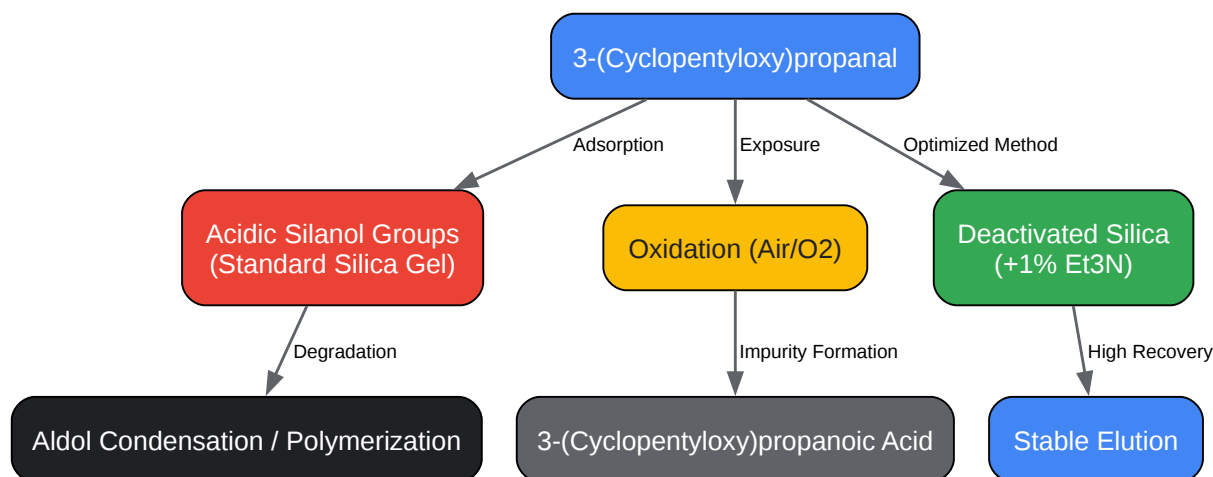 3-(Cyclopentyloxy)propanal
Adsorption
Exposure
Optimized Method
Acidic Silanol Groups
(Standard Silica Gel)
Oxidation (Air/O2)
Deactivated Silica
(+1% Et3N)
Degradation
Impurity Formation
High Recovery
Aldol Condensation / Polymerization
3-(Cyclopentyloxy)propanoic Acid
Stable Elution